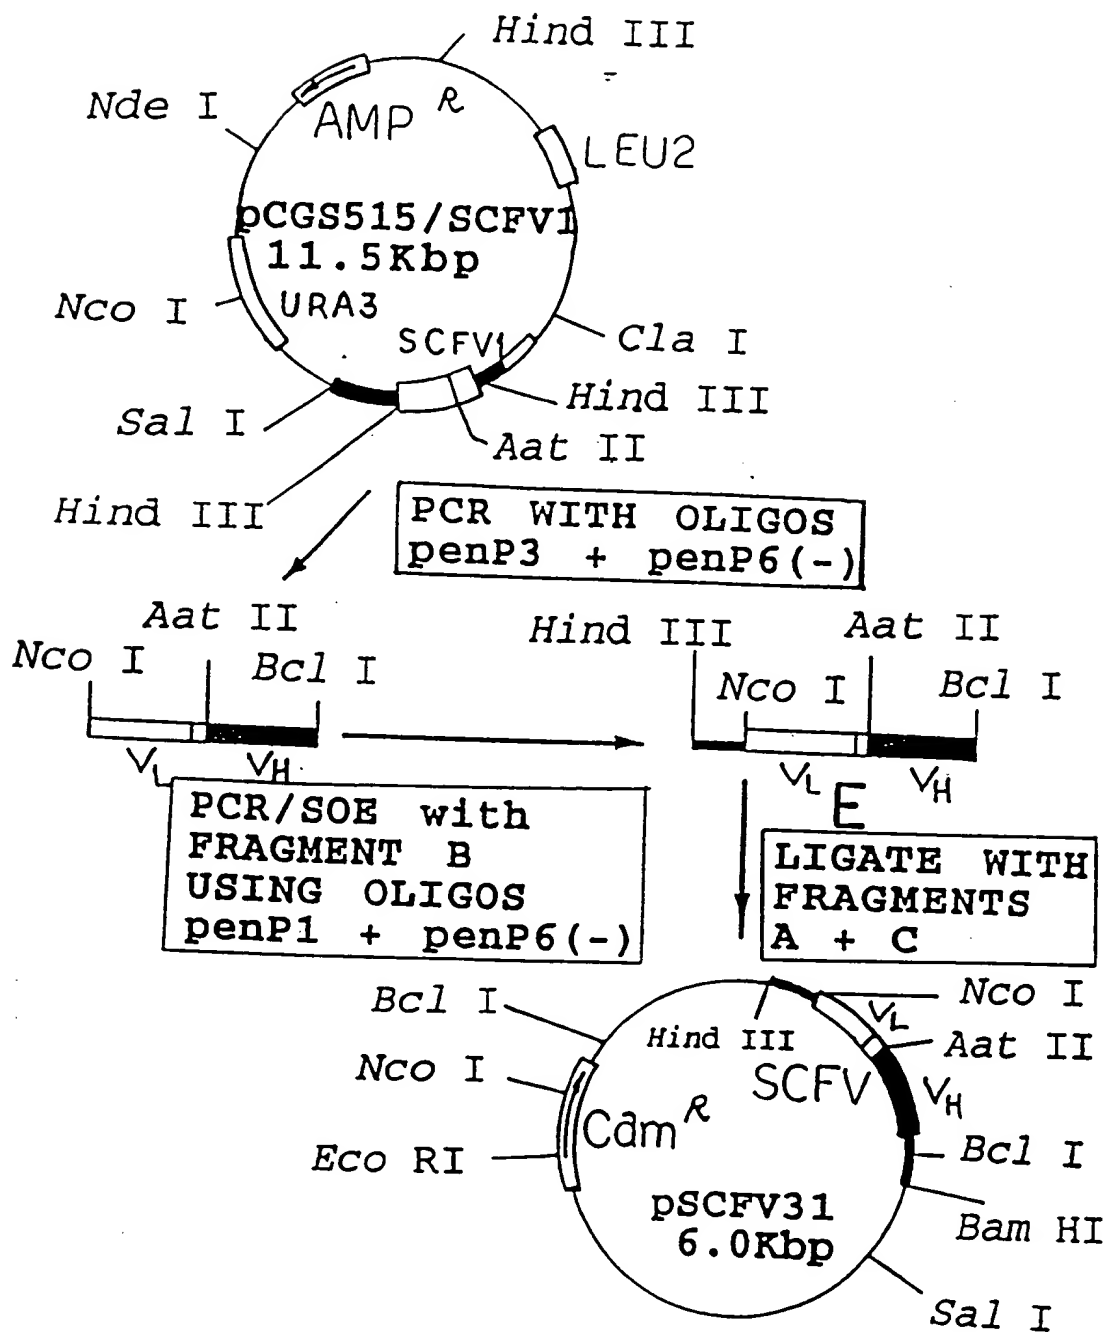 Hind III
AMP R
Nde I
LEU2
pCGS515/SCFV1
11.5Kbp
Nco I
URA3
SCFV1
Cla I
Sal I
Hind III
Aat II
Hind III
PCR WITH OLIGOS
penP3 + penP6(-)
Aat II
Nco I
Bcl I
VL
VH
Hind III
Aat II
Nco I
Bcl I
VL
VH
E
PCR/SOE with
FRAGMENT B
USING OLIGOS
penP1 + penP6(-)
LIGATE WITH
FRAGMENTS
A + C
Bcl I
Nco I
Eco RI
Hind III
Nco I
VL
Aat II
SCFV
VH
Cam R
Bcl I
pSCFV31
6.0Kbp
Bam HI
Sal I